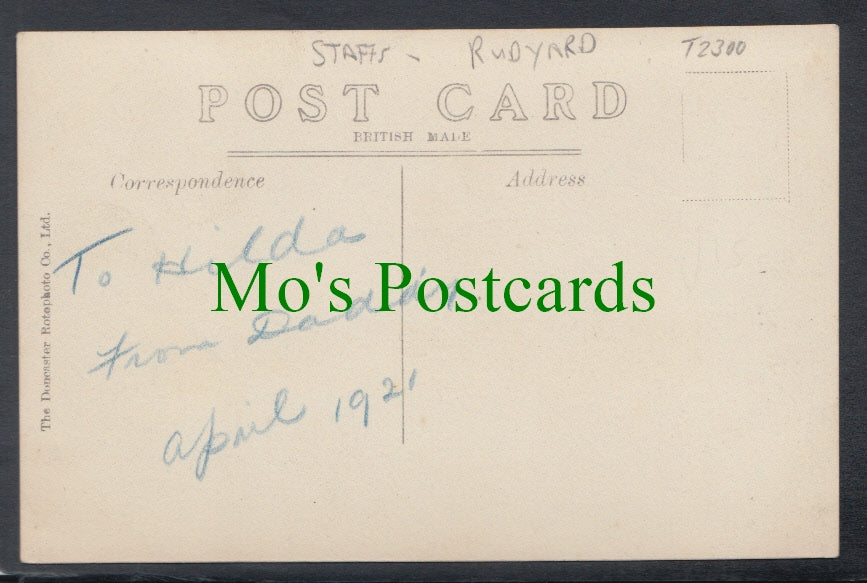 STAFFS - RUDYARD T2300
POST CARD
BRITISH MADE
Correspondence
Address
The Doncaster Rotophoto Co., Ltd.
To Hilda
Mo's Postcards
From Daddy.
April 1921